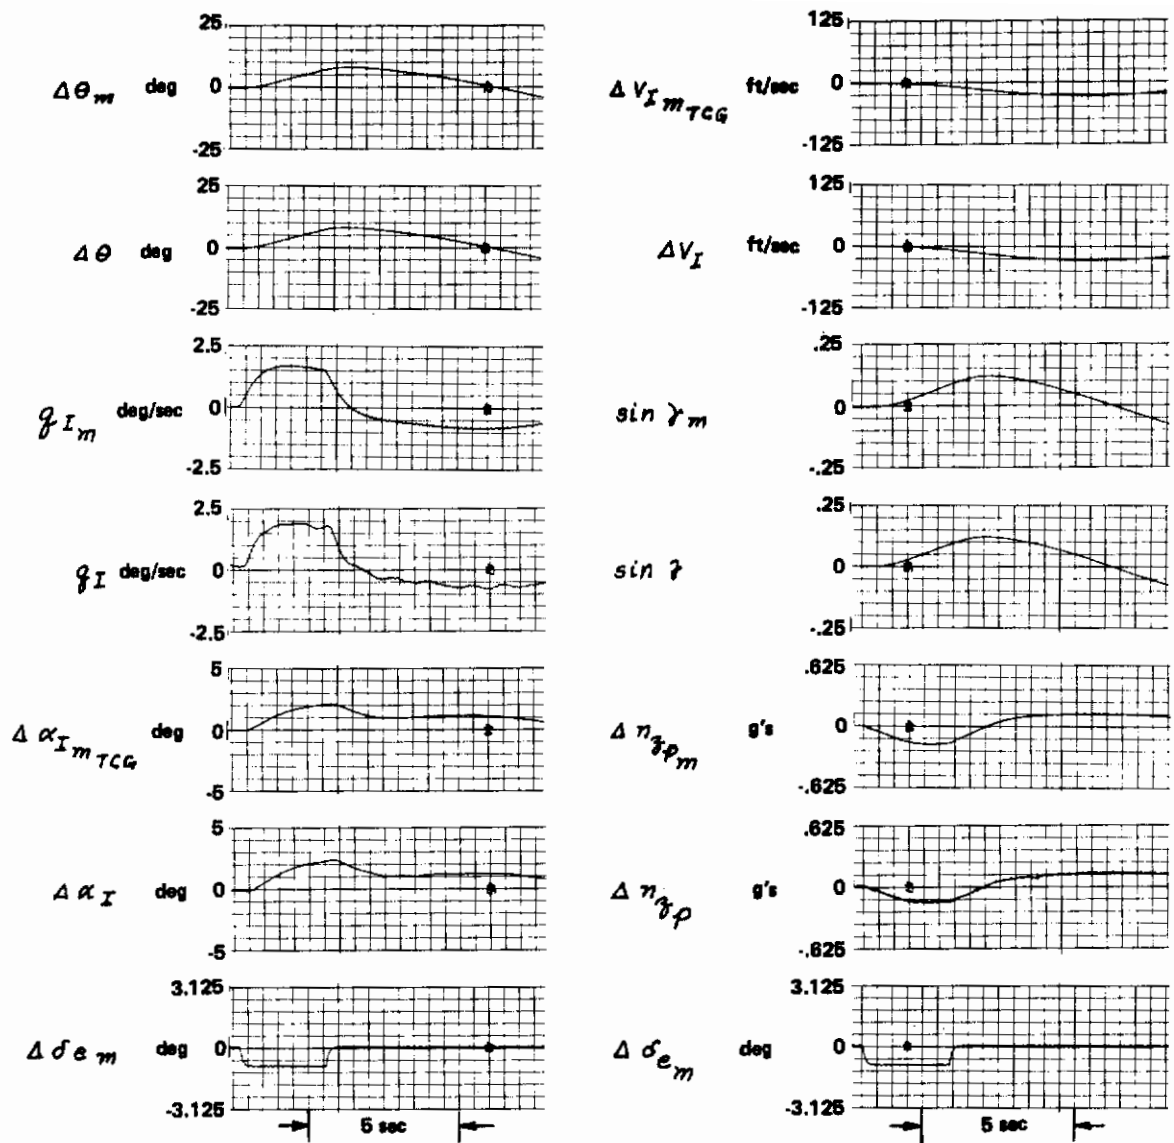 25
Δθm deg 0
-25
25
Δθ deg 0
-25
2.5
qIm deg/sec 0
-2.5
2.5
qI deg/sec 0
-2.5
5
ΔαImTCG deg 0
-5
5
ΔαI deg 0
-5
3.125
Δδem deg 0
-3.125
5 sec
125
ΔVImTCG ft/sec 0
-125
125
ΔVI ft/sec 0
-125
.25
sin γm 0
-.25
.25
sin γ 0
-.25
.625
Δnzpm g's 0
-.625
.625
Δnzp g's 0
-.625
3.125
Δδem deg 0
-3.125
5 sec